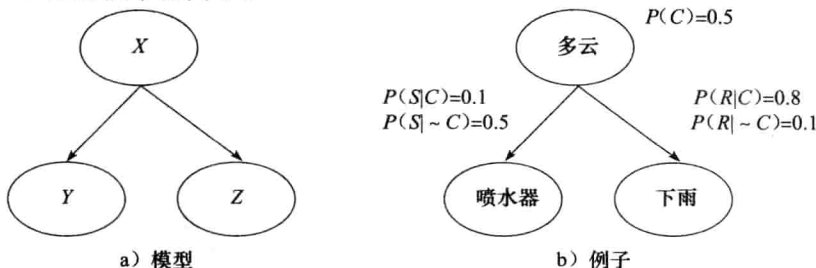 X
Y
Z
a）模型
P(C)=0.5
多云
P(S|C)=0.1
P(S|~C)=0.5
P(R|C)=0.8
P(R|~C)=0.1
喷水器
下雨
b）例子